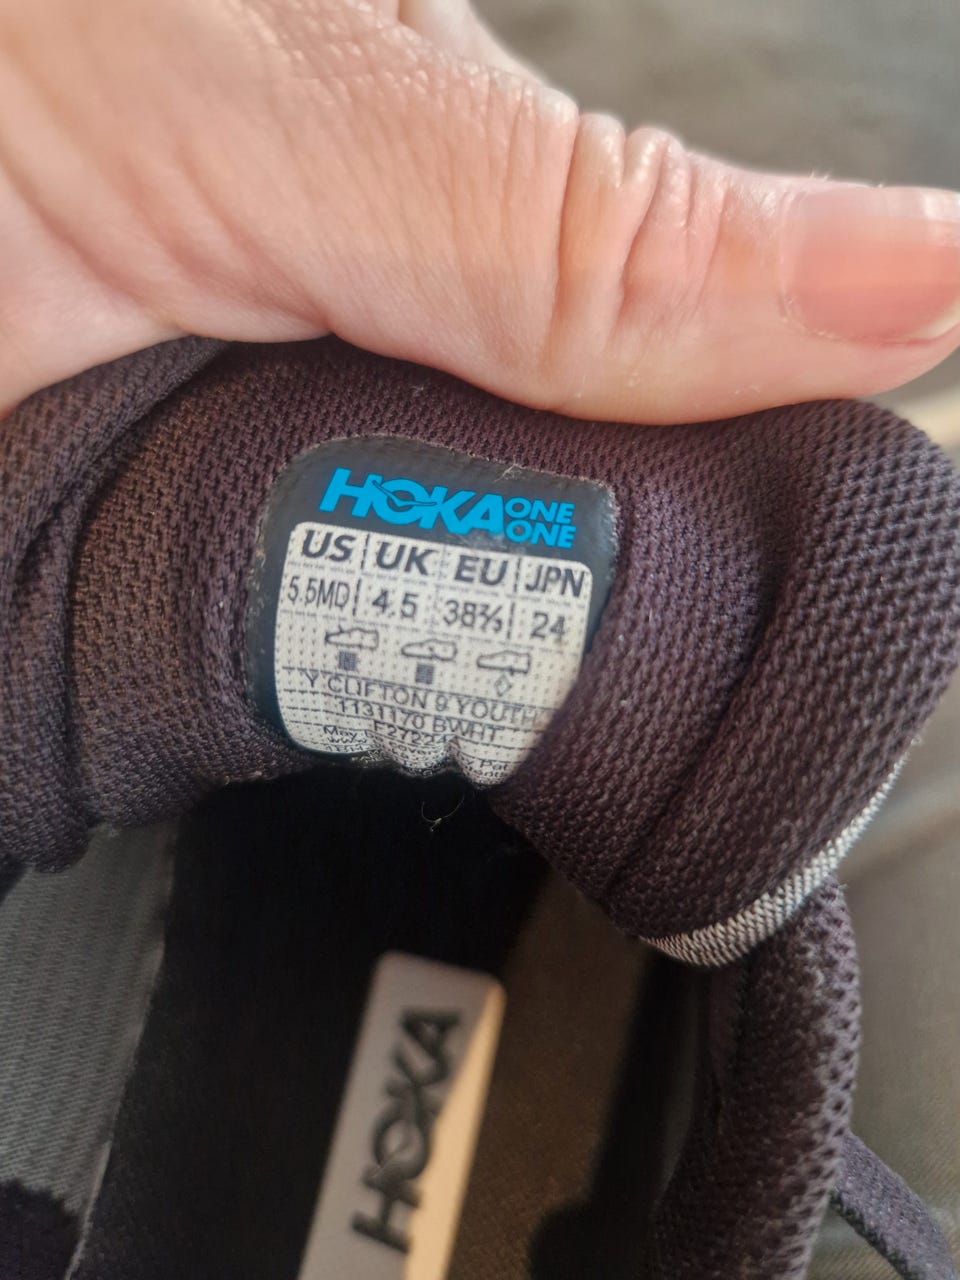 HOKA ONE ONE
US UK EU JPN
5.5MD 4.5 38⅔ 24
Y CLIFTON 9 YOUTH
1131170 BWHT
May
HOKA